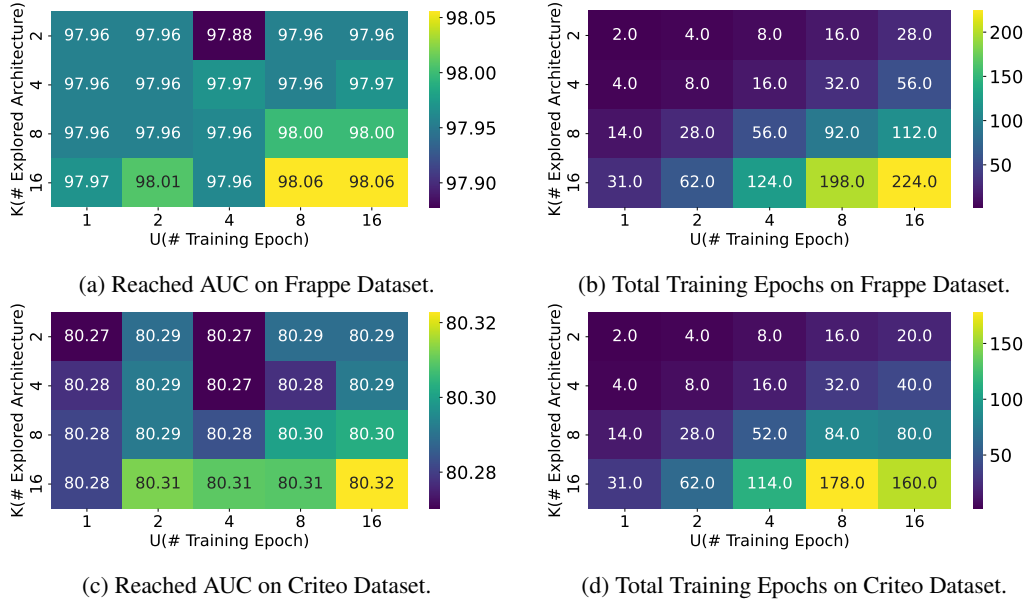 K(# Explored Architecture)
2 97.96 97.96 97.88 97.96 97.96
4 97.96 97.96 97.97 97.96 97.97
8 97.96 97.96 97.96 98.00 98.00
16 97.97 98.01 97.96 98.06 98.06
1 2 4 8 16
U(# Training Epoch)
98.05
98.00
97.95
97.90
(a) Reached AUC on Frappe Dataset.
K(# Explored Architecture)
2 2.0 4.0 8.0 16.0 28.0
4 4.0 8.0 16.0 32.0 56.0
8 14.0 28.0 56.0 92.0 112.0
16 31.0 62.0 124.0 198.0 224.0
1 2 4 8 16
U(# Training Epoch)
200
150
100
50
(b) Total Training Epochs on Frappe Dataset.
K(# Explored Architecture)
2 80.27 80.29 80.27 80.29 80.29
4 80.28 80.29 80.27 80.28 80.29
8 80.28 80.29 80.28 80.30 80.30
16 80.28 80.31 80.31 80.31 80.32
1 2 4 8 16
U(# Training Epoch)
80.32
80.30
80.28
(c) Reached AUC on Criteo Dataset.
K(# Explored Architecture)
2 2.0 4.0 8.0 16.0 20.0
4 4.0 8.0 16.0 32.0 40.0
8 14.0 28.0 52.0 84.0 80.0
16 31.0 62.0 114.0 178.0 160.0
1 2 4 8 16
U(# Training Epoch)
150
100
50
(d) Total Training Epochs on Criteo Dataset.